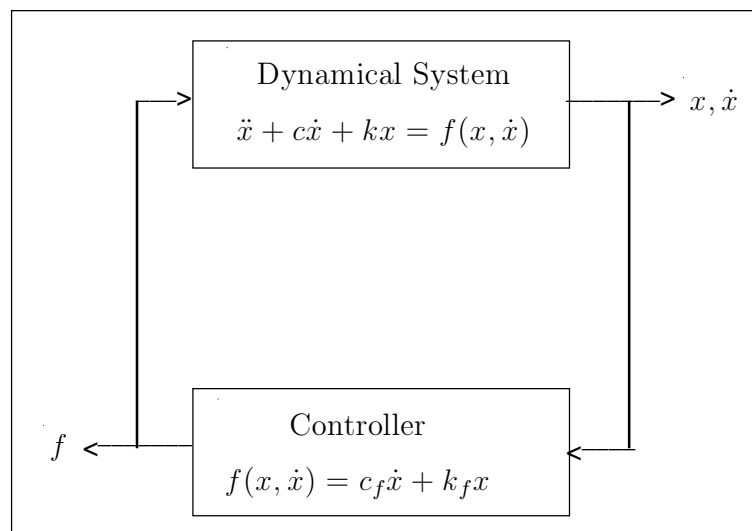 Dynamical System
ẍ + cẋ + kx = f(x, ẋ)
x, ẋ
Controller
f
f(x, ẋ) = c_f ẋ + k_f x